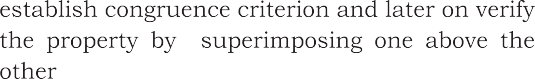 establish congruence criterion and later on verify
the property by superimposing one above the
other